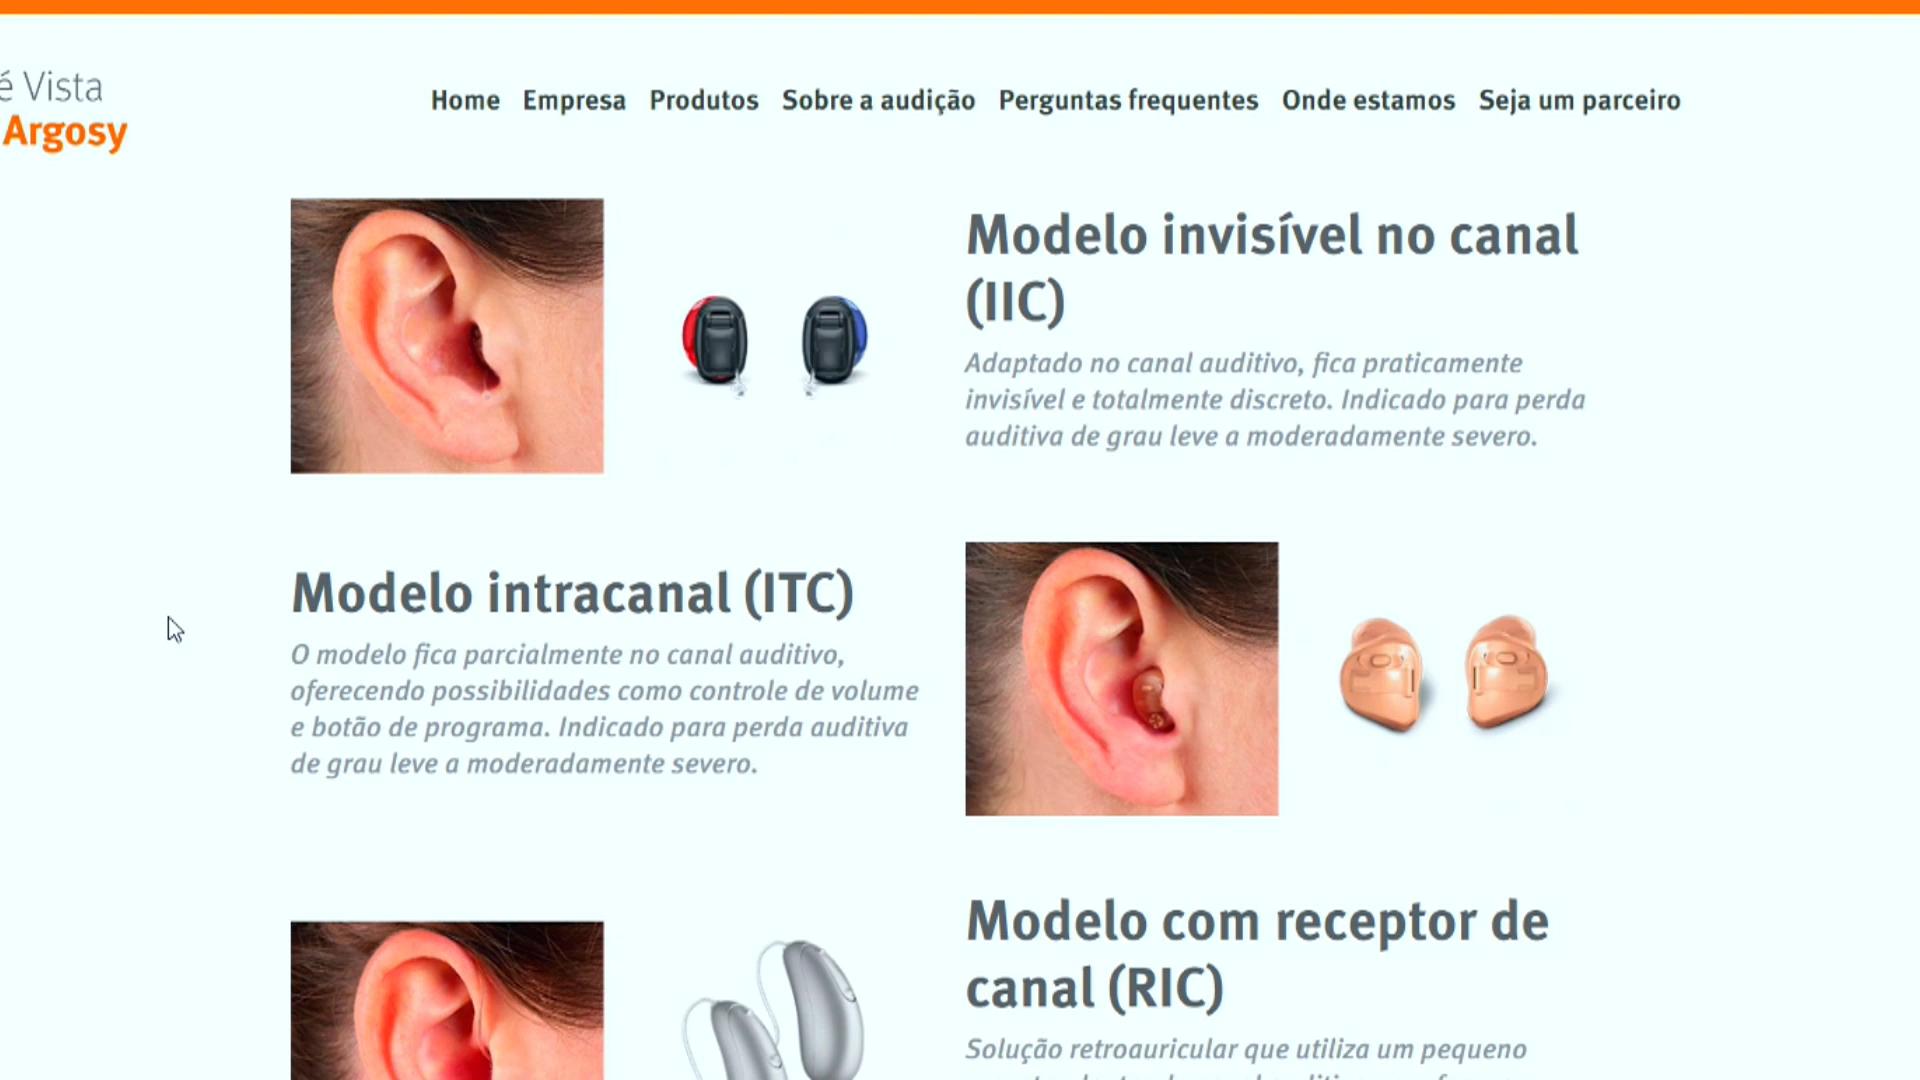 é Vista
Argosy
Home Empresa Produtos Sobre a audição Perguntas frequentes Onde estamos Seja um parceiro
Modelo invisível no canal
(IIC)
Adaptado no canal auditivo, fica praticamente
invisível e totalmente discreto. Indicado para perda
auditiva de grau leve a moderadamente severo.
Modelo intracanal (ITC)
O modelo fica parcialmente no canal auditivo,
oferecendo possibilidades como controle de volume
e botão de programa. Indicado para perda auditiva
de grau leve a moderadamente severo.
Modelo com receptor de
canal (RIC)
Solução retroauricular que utiliza um pequeno